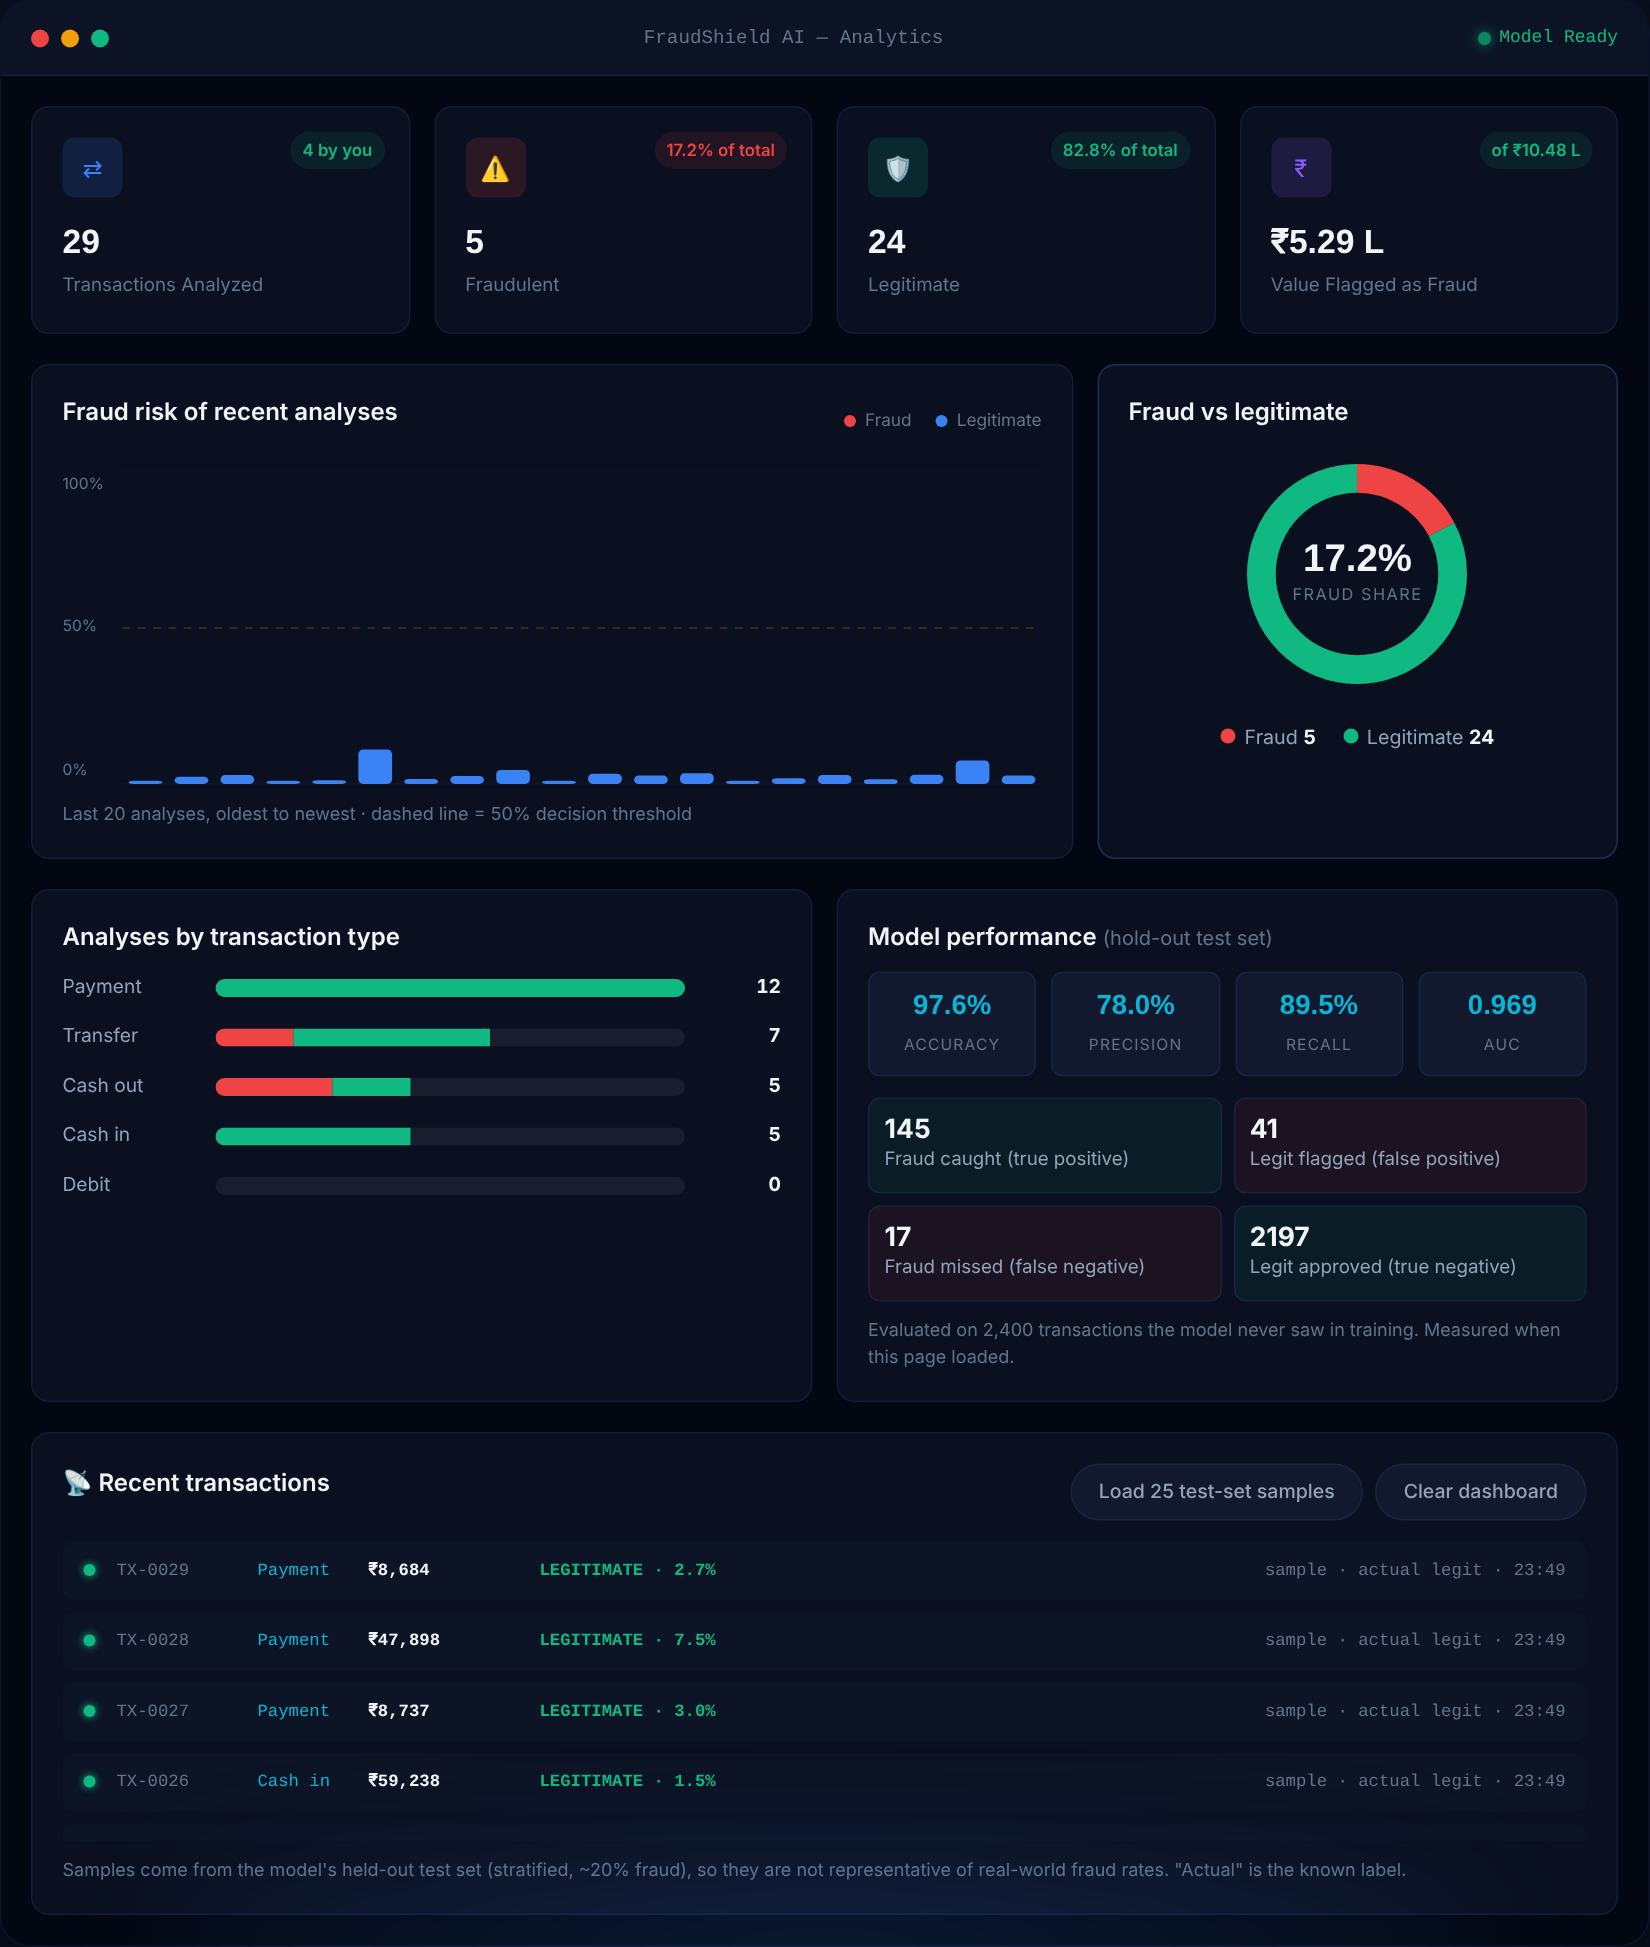 FraudShield AI — Analytics
Model Ready
⇄
4 by you
29
Transactions Analyzed
17.2% of total
5
Fraudulent
82.8% of total
24
Legitimate
₹
of ₹10.48 L
₹5.29 L
Value Flagged as Fraud
Fraud risk of recent analyses
Fraud
Legitimate
100%
50%
0%
Last 20 analyses, oldest to newest · dashed line = 50% decision threshold
Fraud vs legitimate
17.2%
FRAUD SHARE
Fraud 5
Legitimate 24
Analyses by transaction type
Payment 12
Transfer 7
Cash out 5
Cash in 5
Debit 0
Model performance (hold-out test set)
97.6%
ACCURACY
78.0%
PRECISION
89.5%
RECALL
0.969
AUC
145
Fraud caught (true positive)
41
Legit flagged (false positive)
17
Fraud missed (false negative)
2197
Legit approved (true negative)
Evaluated on 2,400 transactions the model never saw in training. Measured when
this page loaded.
Recent transactions
Load 25 test-set samples
Clear dashboard
TX-0029 Payment ₹8,684 LEGITIMATE · 2.7% sample · actual legit · 23:49
TX-0028 Payment ₹47,898 LEGITIMATE · 7.5% sample · actual legit · 23:49
TX-0027 Payment ₹8,737 LEGITIMATE · 3.0% sample · actual legit · 23:49
TX-0026 Cash in ₹59,238 LEGITIMATE · 1.5% sample · actual legit · 23:49
Samples come from the model's held-out test set (stratified, ~20% fraud), so they are not representative of real-world fraud rates. "Actual" is the known label.